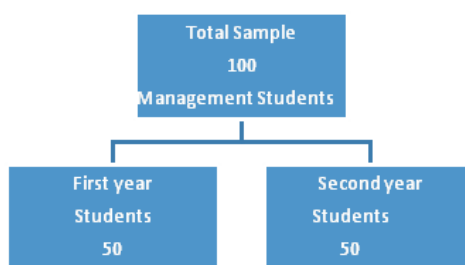 Total Sample
100
Management Students
First year
Students
50
Second year
Students
50